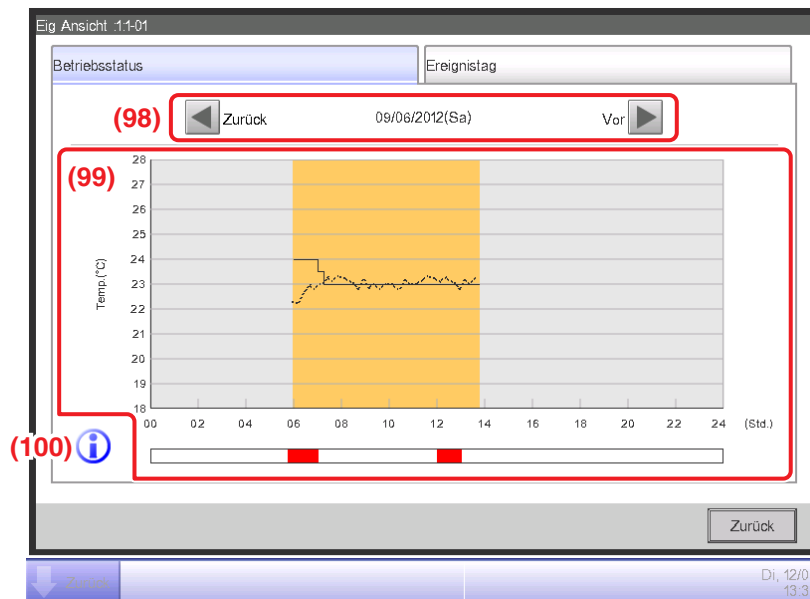 Eig Ansicht :1:1-01
Betriebsstatus Ereignistag
(98) Zurück 09/06/2012(Sa) Vor
(99)
28
27
26
25
24
23
22
21
20
19
18
Temp.(°C)
00 02 04 06 08 10 12 14 16 18 20 22 24 (Std.)
(100)
Zurück
Di, 12/0
13:3